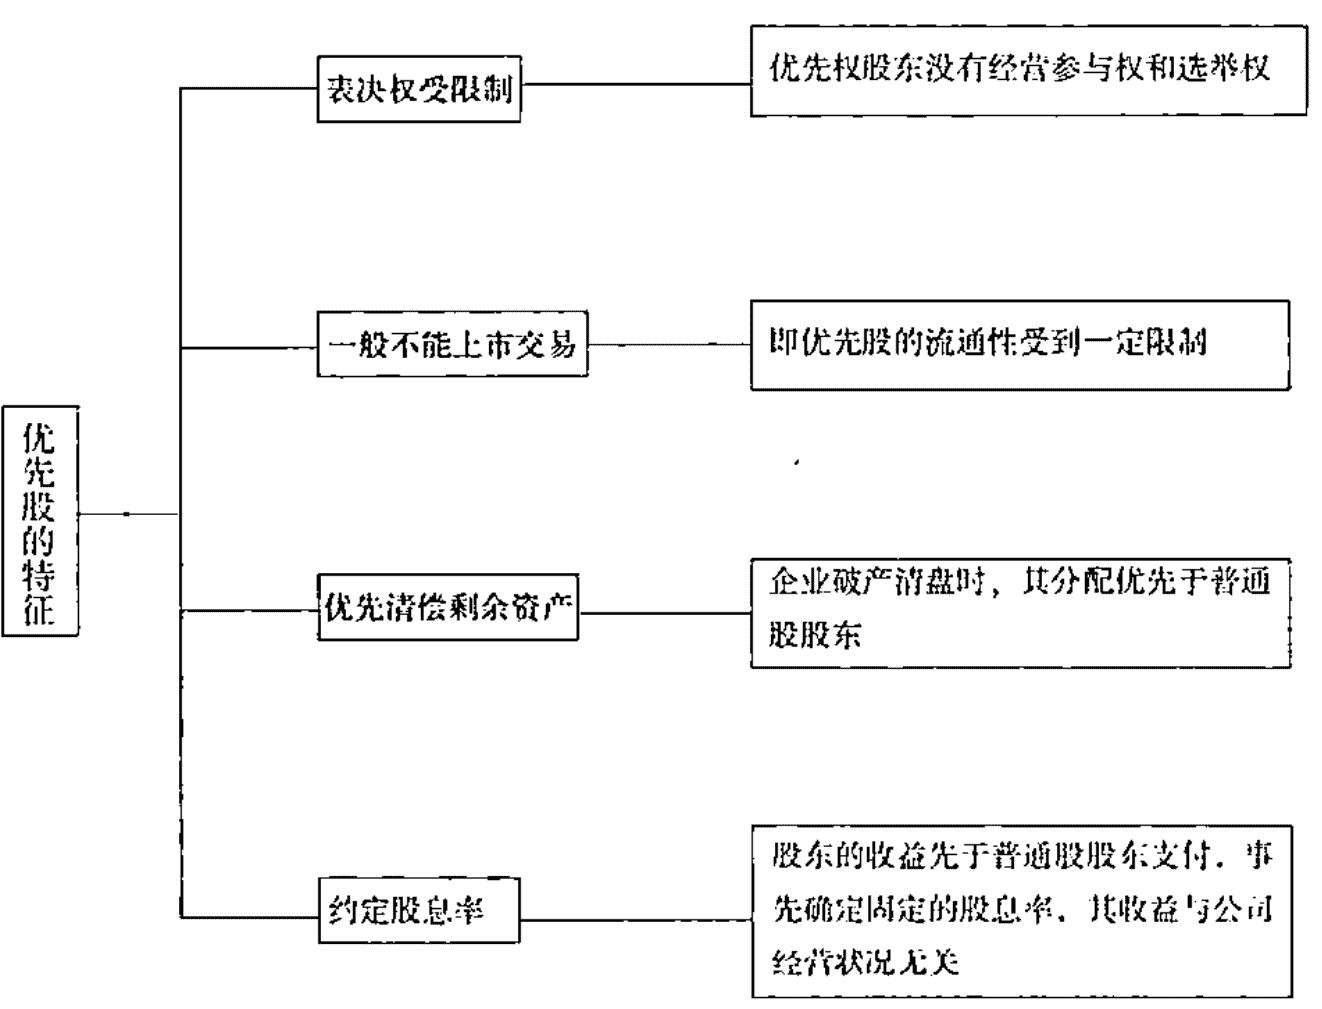 优先股的特征
表决权受限制
优先权股东没有经营参与权和选举权
一般不能上市交易
即优先股的流通性受到一定限制
优先清偿剩余资产
企业破产清盘时，其分配优先于普通
股股东
约定股息率
股东的收益先于普通股股东支付．事
先确定固定的股息率．其收益与公司
经营状况无关